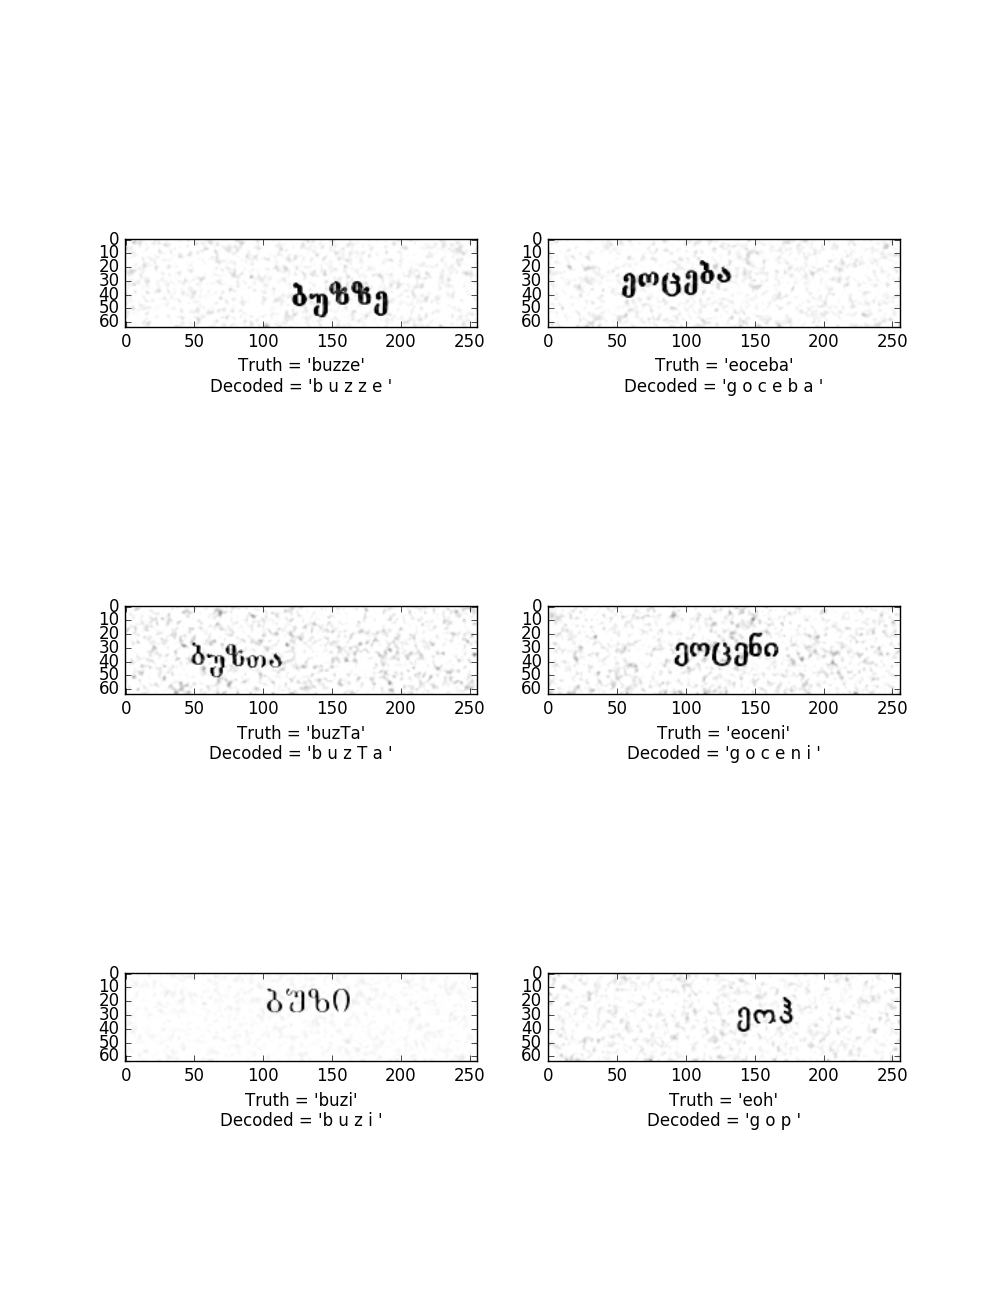 0
10
20
30
40
50
60
ბუზზე
0 50 100 150 200 250
Truth = 'buzze'
Decoded = 'b u z z e '
0
10
20
30
40
50
60
ეოცება
0 50 100 150 200 250
Truth = 'eoceba'
Decoded = 'g o c e b a '
0
10
20
30
40
50
60
ბუზთა
0 50 100 150 200 250
Truth = 'buzTa'
Decoded = 'b u z T a '
0
10
20
30
40
50
60
ეოცენი
0 50 100 150 200 250
Truth = 'eoceni'
Decoded = 'g o c e n i '
0
10
20
30
40
50
60
ბუზი
0 50 100 150 200 250
Truth = 'buzi'
Decoded = 'b u z i '
0
10
20
30
40
50
60
ეოჰ
0 50 100 150 200 250
Truth = 'eoh'
Decoded = 'g o p '